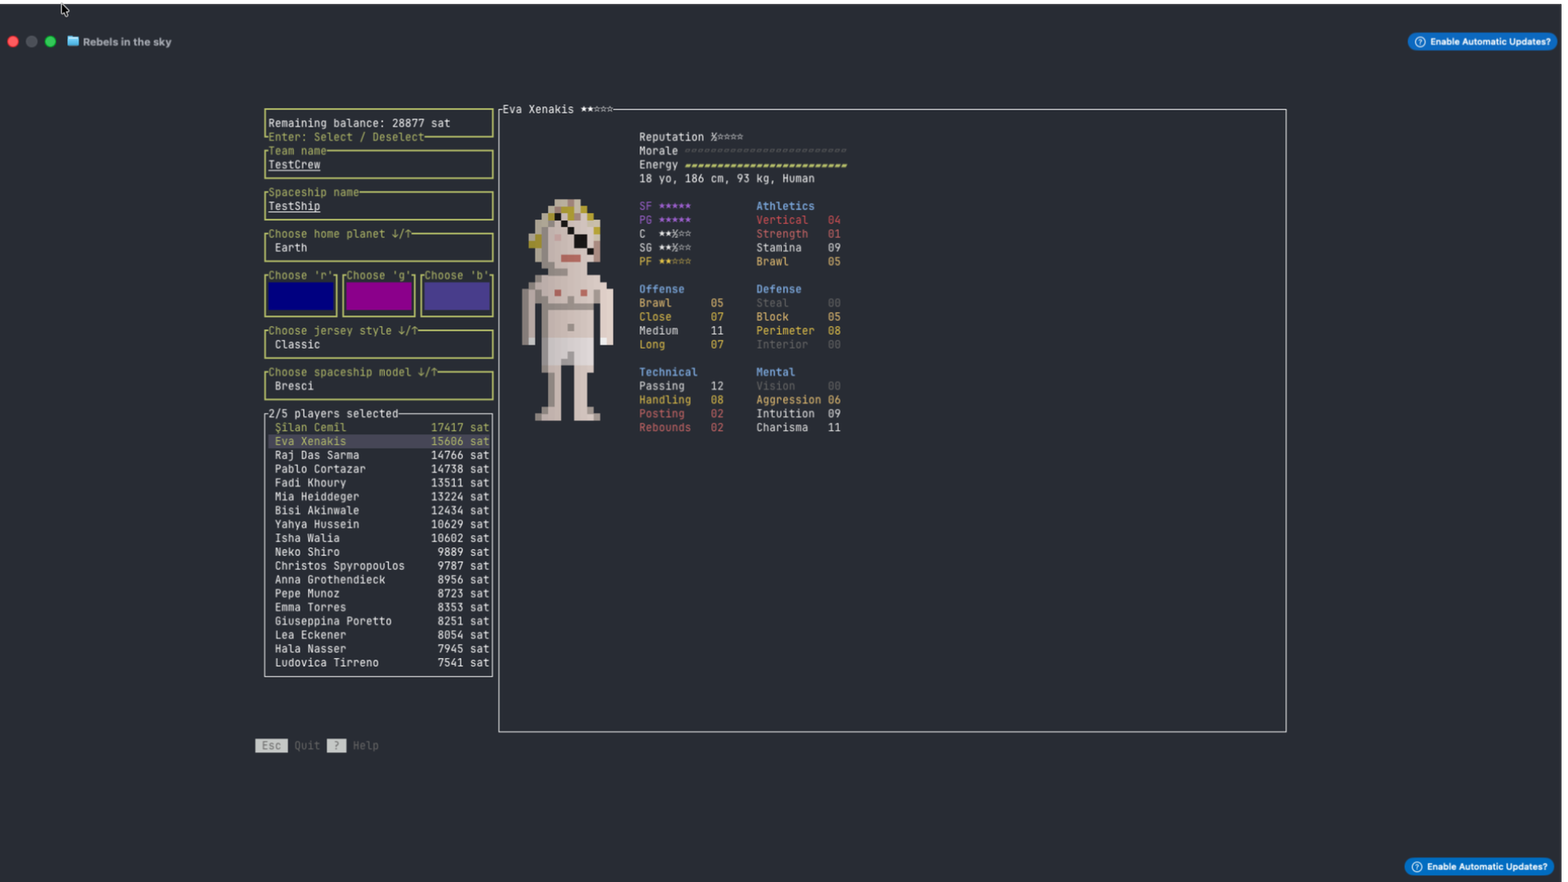 Rebels in the sky
Enable Automatic Updates?
Remaining balance: 28877 sat
Enter: Select / Deselect
Team name
TestCrew
Spaceship name
TestShip
Choose home planet ↓/↑
Earth
Choose 'r' Choose 'g' Choose 'b'
Choose jersey style ↓/↑
Classic
Choose spaceship model ↓/↑
Bresci
2/5 players selected
Şîlan Cemîl 17417 sat
Eva Xenakis 15606 sat
Raj Das Sarma 14766 sat
Pablo Cortazar 14738 sat
Fadi Khoury 13511 sat
Mia Heiddeger 13224 sat
Bisi Akinwale 12434 sat
Yahya Hussein 10629 sat
Isha Walia 10602 sat
Neko Shiro 9889 sat
Christos Spyropoulos 9787 sat
Anna Grothendieck 8956 sat
Pepe Munoz 8723 sat
Emma Torres 8353 sat
Giuseppina Poretto 8251 sat
Lea Eckener 8054 sat
Hala Nasser 7945 sat
Ludovica Tirreno 7541 sat
Eva Xenakis ★★☆☆☆
Reputation ½☆☆☆☆
Morale
Energy
18 yo, 186 cm, 93 kg, Human
SF ★★★★★ Athletics
PG ★★★★★ Vertical 04
C ★★½☆☆ Strength 01
SG ★★½☆☆ Stamina 09
PF ★★☆☆☆ Brawl 05
Offense Defense
Brawl 05 Steal 00
Close 07 Block 05
Medium 11 Perimeter 08
Long 07 Interior 00
Technical Mental
Passing 12 Vision 00
Handling 08 Aggression 06
Posting 02 Intuition 09
Rebounds 02 Charisma 11
Esc Quit ? Help
Enable Automatic Updates?